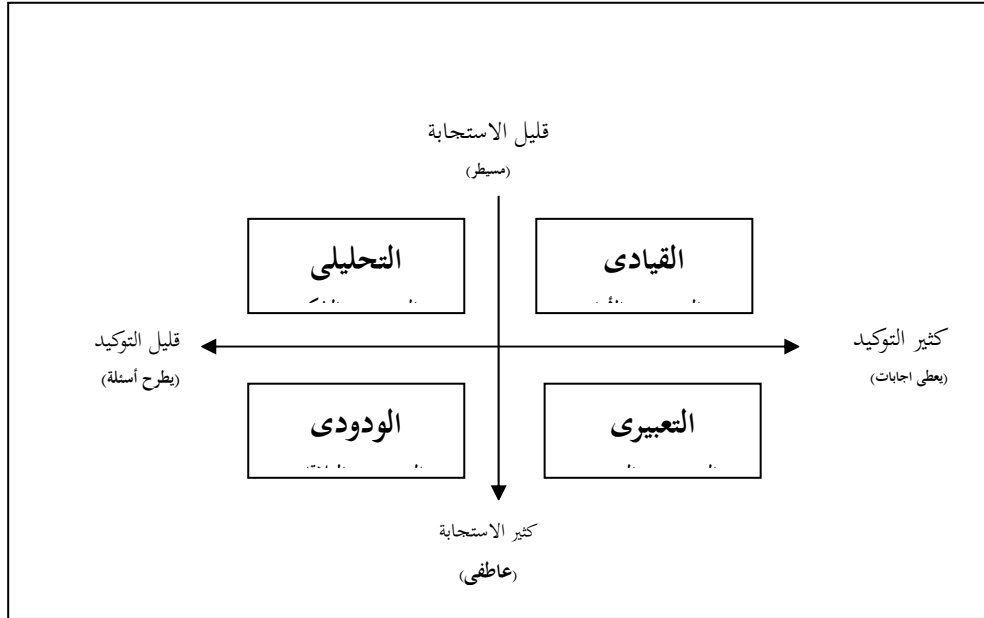 قليل الاستجابة
(مسيطر)
القيادى
التحليلى
كثير التوكيد
(يعطى اجابات)
قليل التوكيد
(يطرح أسئلة)
التعبيرى
الودودى
كثير الاستجابة
(عاطفى)